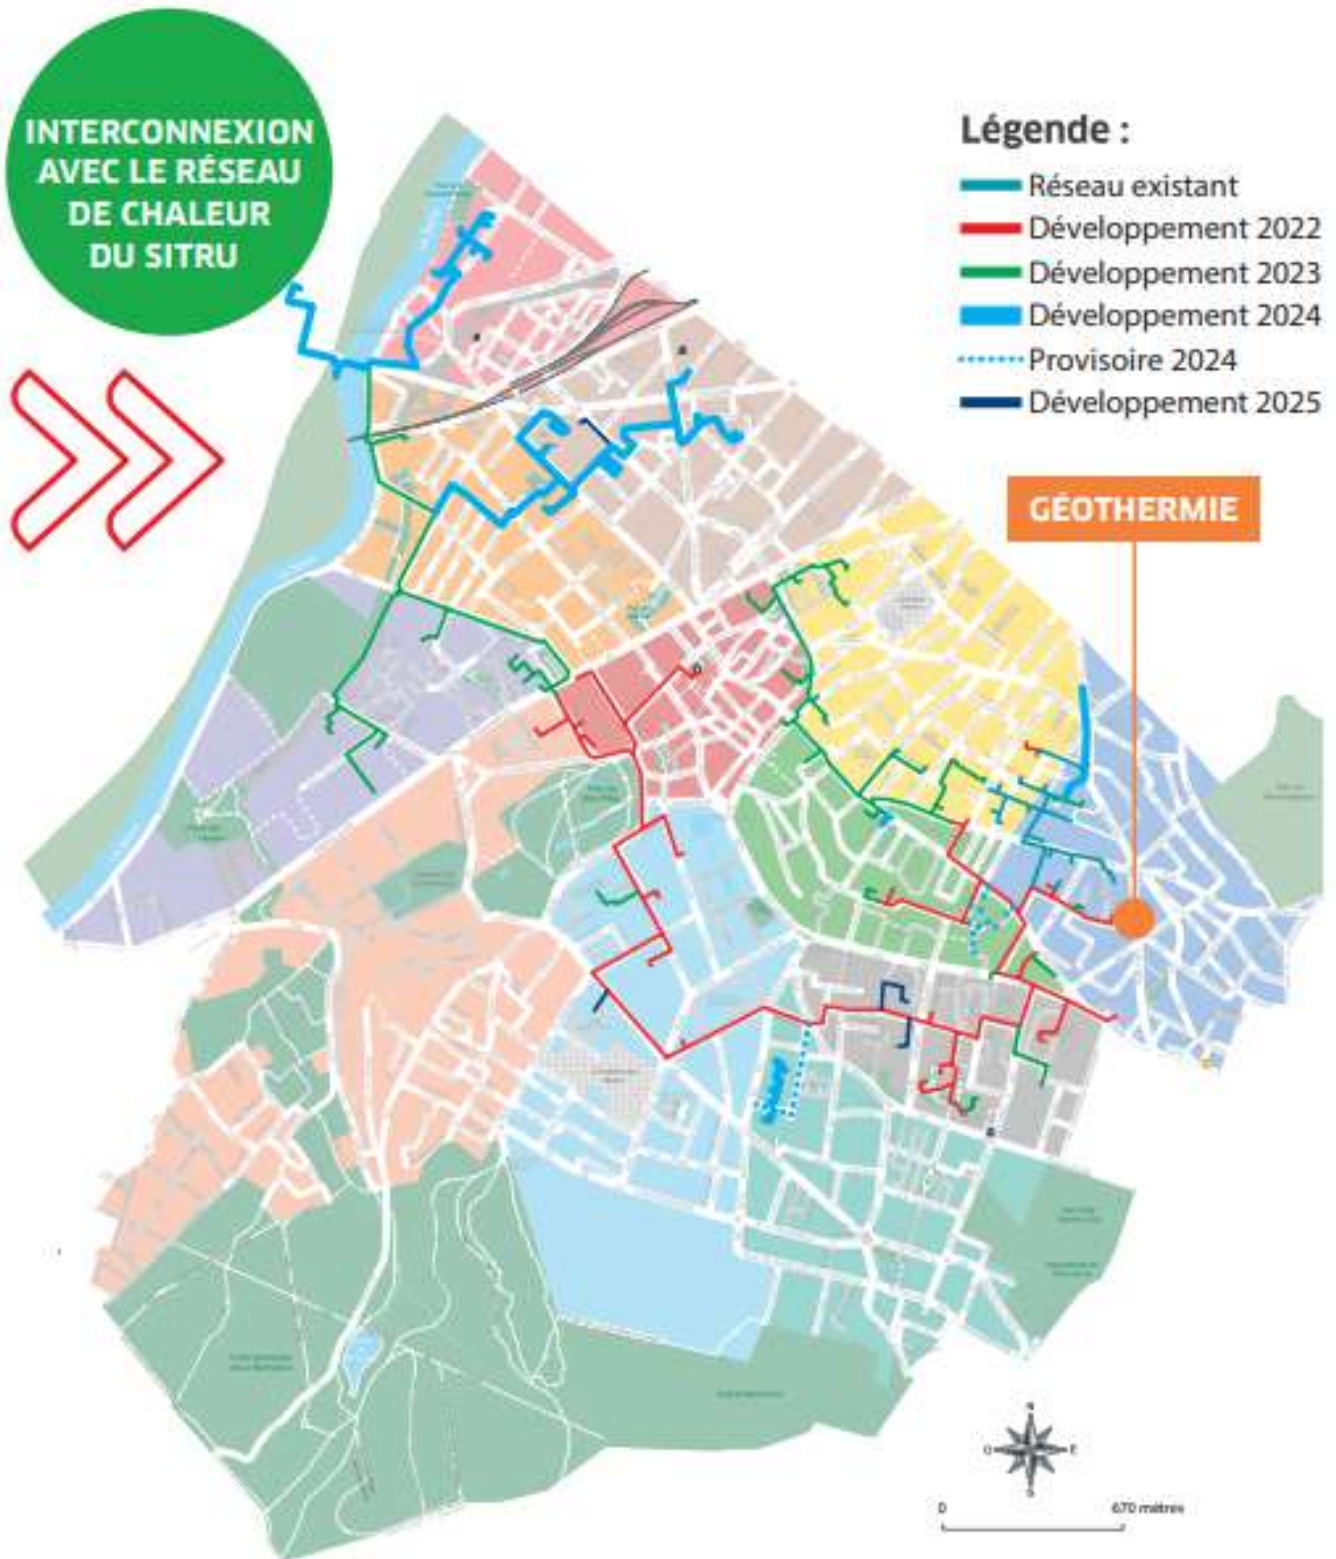 INTERCONNEXION
AVEC LE RÉSEAU
DE CHALEUR
DU SITRU
Légende :
Réseau existant
Développement 2022
Développement 2023
Développement 2024
Provisoire 2024
Développement 2025
GÉOTHERMIE
N
O
E
S
0
670 mètres